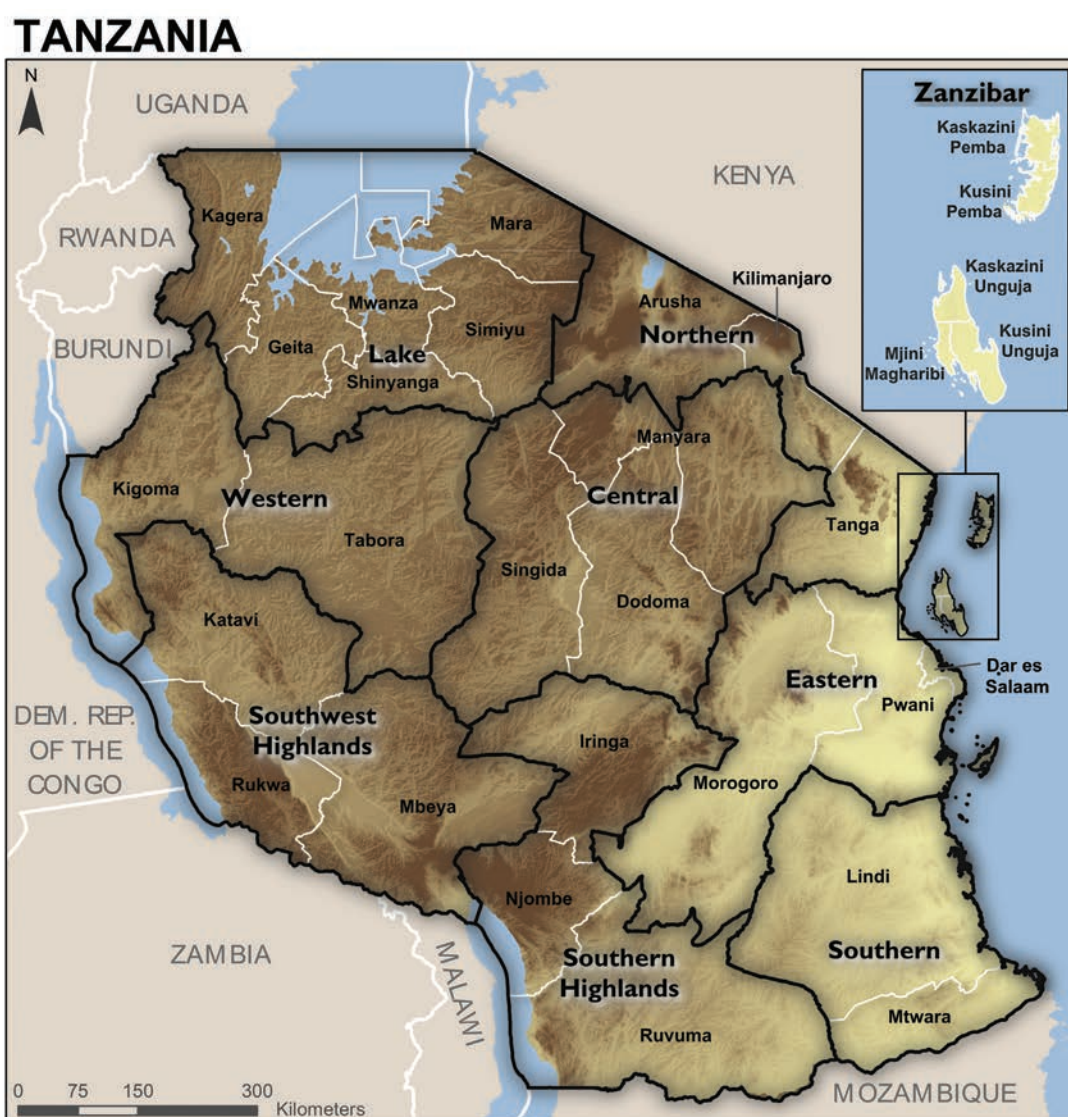 TANZANIA
N
UGANDA
KENYA
RWANDA
BURUNDI
DEM. REP.
OF THE
CONGO
ZAMBIA
MALAWI
MOZAMBIQUE
Zanzibar
Kaskazini
Pemba
Kusini
Pemba
Kaskazini
Unguja
Kusini
Unguja
Mjini
Magharibi
Kagera
Mara
Mwanza
Geita
Simiyu
Lake
Shinyanga
Kilimanjaro
Arusha
Northern
Manyara
Kigoma
Western
Tabora
Central
Singida
Dodoma
Tanga
Katavi
Southwest
Highlands
Rukwa
Mbeya
Iringa
Eastern
Pwani
Dar es
Salaam
Morogoro
Njombe
Southern
Highlands
Ruvuma
Lindi
Southern
Mtwara
0 75 150 300
Kilometers